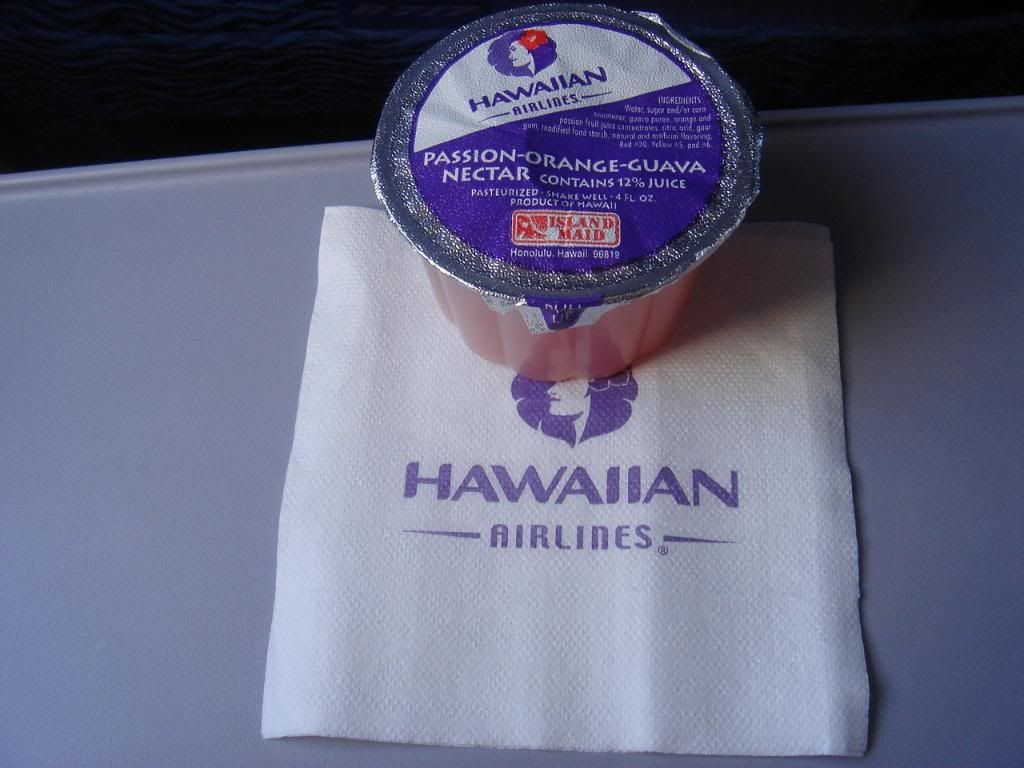 HAWAIIAN
AIRLINES
INGREDIENTS:
Water, sugar and/or corn
sweetener, guava puree, orange and
passion fruit juice concentrates, citric acid, guar
gum, modified food starch, natural and artificial flavoring,
Red #40, Yellow #5, and #6.
PASSION-ORANGE-GUAVA
NECTAR CONTAINS 12% JUICE
PASTEURIZED · SHAKE WELL · 4 FL. OZ.
PRODUCT OF HAWAII
ISLAND
MAID
Honolulu, Hawaii 96819
HAWAIIAN
AIRLINES®